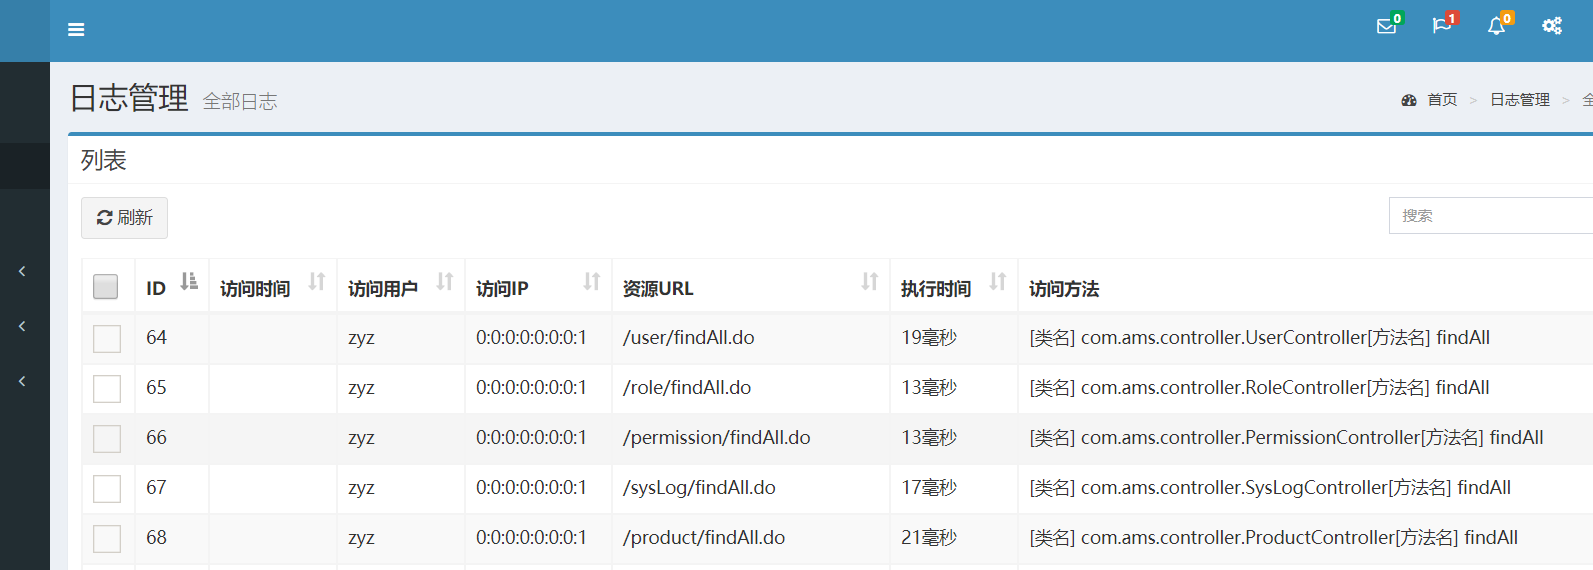 0 1 0
日志管理 全部日志
首页 > 日志管理 >
列表
刷新
搜索
ID 访问时间 访问用户 访问IP 资源URL 执行时间 访问方法
64 zyz 0:0:0:0:0:0:0:1 /user/findAll.do 19毫秒 [类名] com.ams.controller.UserController[方法名] findAll
65 zyz 0:0:0:0:0:0:0:1 /role/findAll.do 13毫秒 [类名] com.ams.controller.RoleController[方法名] findAll
66 zyz 0:0:0:0:0:0:0:1 /permission/findAll.do 13毫秒 [类名] com.ams.controller.PermissionController[方法名] findAll
67 zyz 0:0:0:0:0:0:0:1 /sysLog/findAll.do 17毫秒 [类名] com.ams.controller.SysLogController[方法名] findAll
68 zyz 0:0:0:0:0:0:0:1 /product/findAll.do 21毫秒 [类名] com.ams.controller.ProductController[方法名] findAll